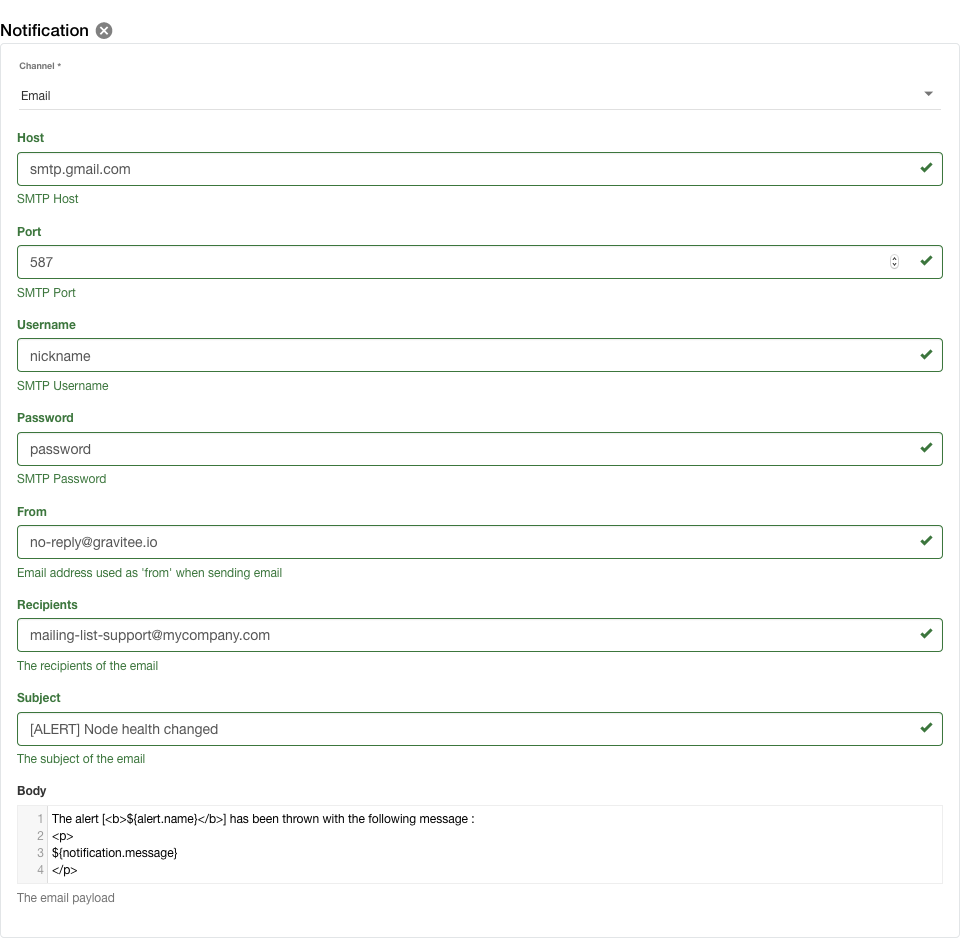 Notification
Channel *
Email
Host
smtp.gmail.com
SMTP Host
Port
587
SMTP Port
Username
nickname
SMTP Username
Password
password
SMTP Password
From
no-reply@gravitee.io
Email address used as 'from' when sending email
Recipients
mailing-list-support@mycompany.com
The recipients of the email
Subject
[ALERT] Node health changed
The subject of the email
Body
1 The alert [<b>${alert.name}</b>] has been thrown with the following message :
2 <p>
3 ${notification.message}
4 </p>
The email payload